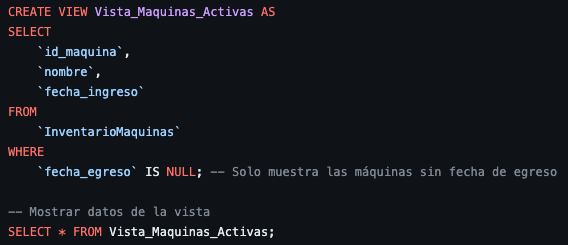 CREATE VIEW Vista_Maquinas_Activas AS
SELECT
    `id_maquina`,
    `nombre`,
    `fecha_ingreso`
FROM
    `InventarioMaquinas`
WHERE
    `fecha_egreso` IS NULL; -- Solo muestra las máquinas sin fecha de egreso

-- Mostrar datos de la vista
SELECT * FROM Vista_Maquinas_Activas;